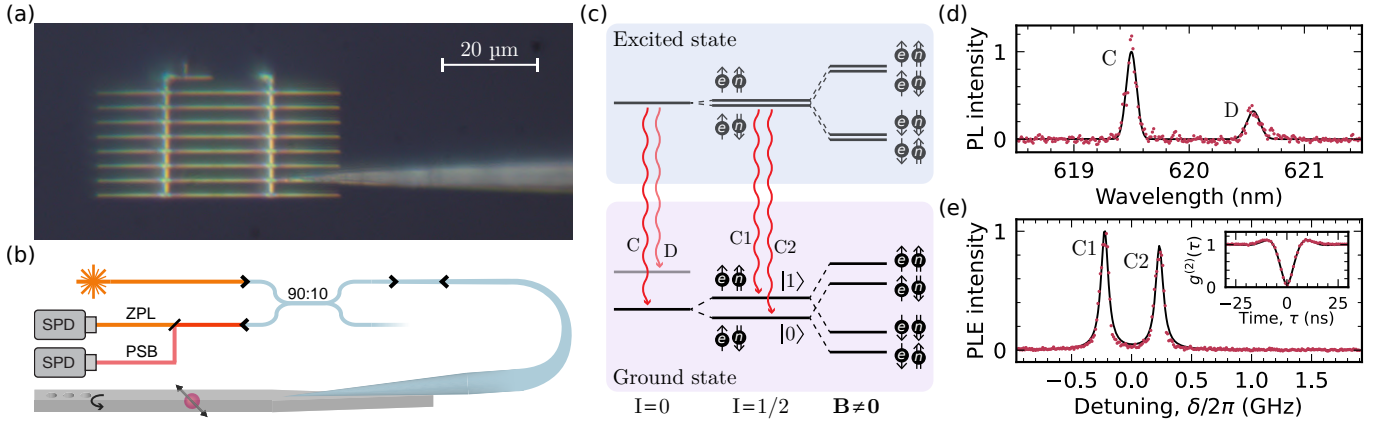 (a)
20 µm
(b)
90:10
SPD
ZPL
SPD
PSB
(c)
Excited state
e n
e n
e n
e n
e n
e n
C
D
C1
C2
e n
|1⟩
|0⟩
e n
e n
e n
e n
e n
Ground state
I=0
I=1/2
B≠0
(d)
PL intensity
1
0
C
D
619
620
621
Wavelength (nm)
(e)
PLE intensity
1
0
C1
C2
g⁽²⁾(τ)
1
0
−25
0
25
Time, τ (ns)
−0.5
0.0
0.5
1.0
1.5
Detuning, δ/2π (GHz)